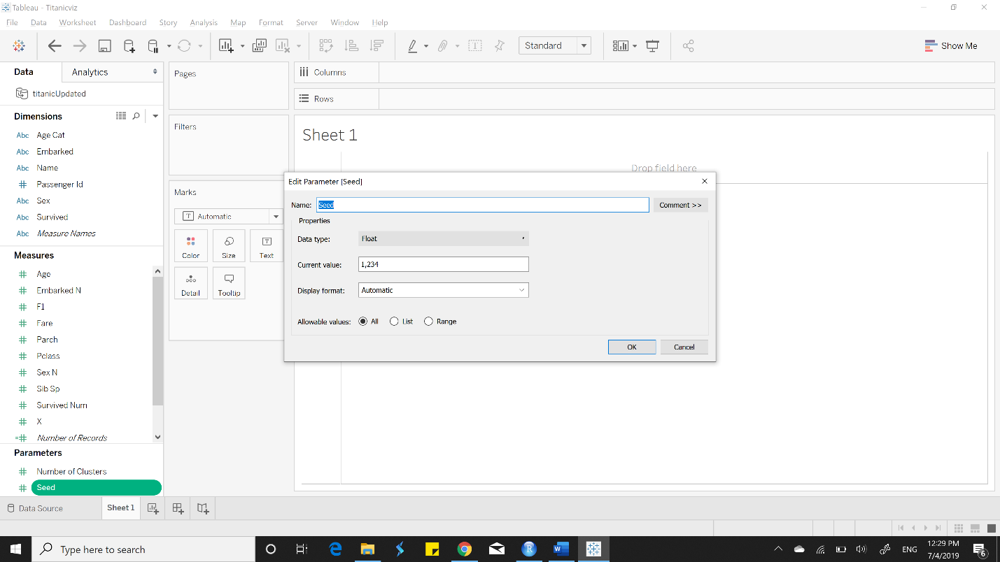 Tableau - Titanicviz
File Data Worksheet Dashboard Story Analysis Map Format Server Window Help
Standard
Show Me
Data
Analytics
titanicUpdated
Dimensions
Abc Age Cat
Abc Embarked
Abc Name
# Passenger Id
Abc Sex
Abc Survived
Abc Measure Names
Measures
# Age
# Embarked N
# F1
# Fare
# Parch
# Pclass
# Sex N
# Sib Sp
# Survived Num
# X
=# Number of Records
Parameters
# Number of Clusters
# Seed
Pages
Filters
Marks
T Automatic
Color
Size
T
Text
Detail
Tooltip
Columns
Rows
Sheet 1
Drop field here
Edit Parameter [Seed]
Name: Seed
Comment >>
Properties
Data type: Float
Current value: 1,234
Display format: Automatic
Allowable values: All List Range
OK
Cancel
Data Source
Sheet 1
Type here to search
R
W
ENG
12:29 PM
7/4/2019
6